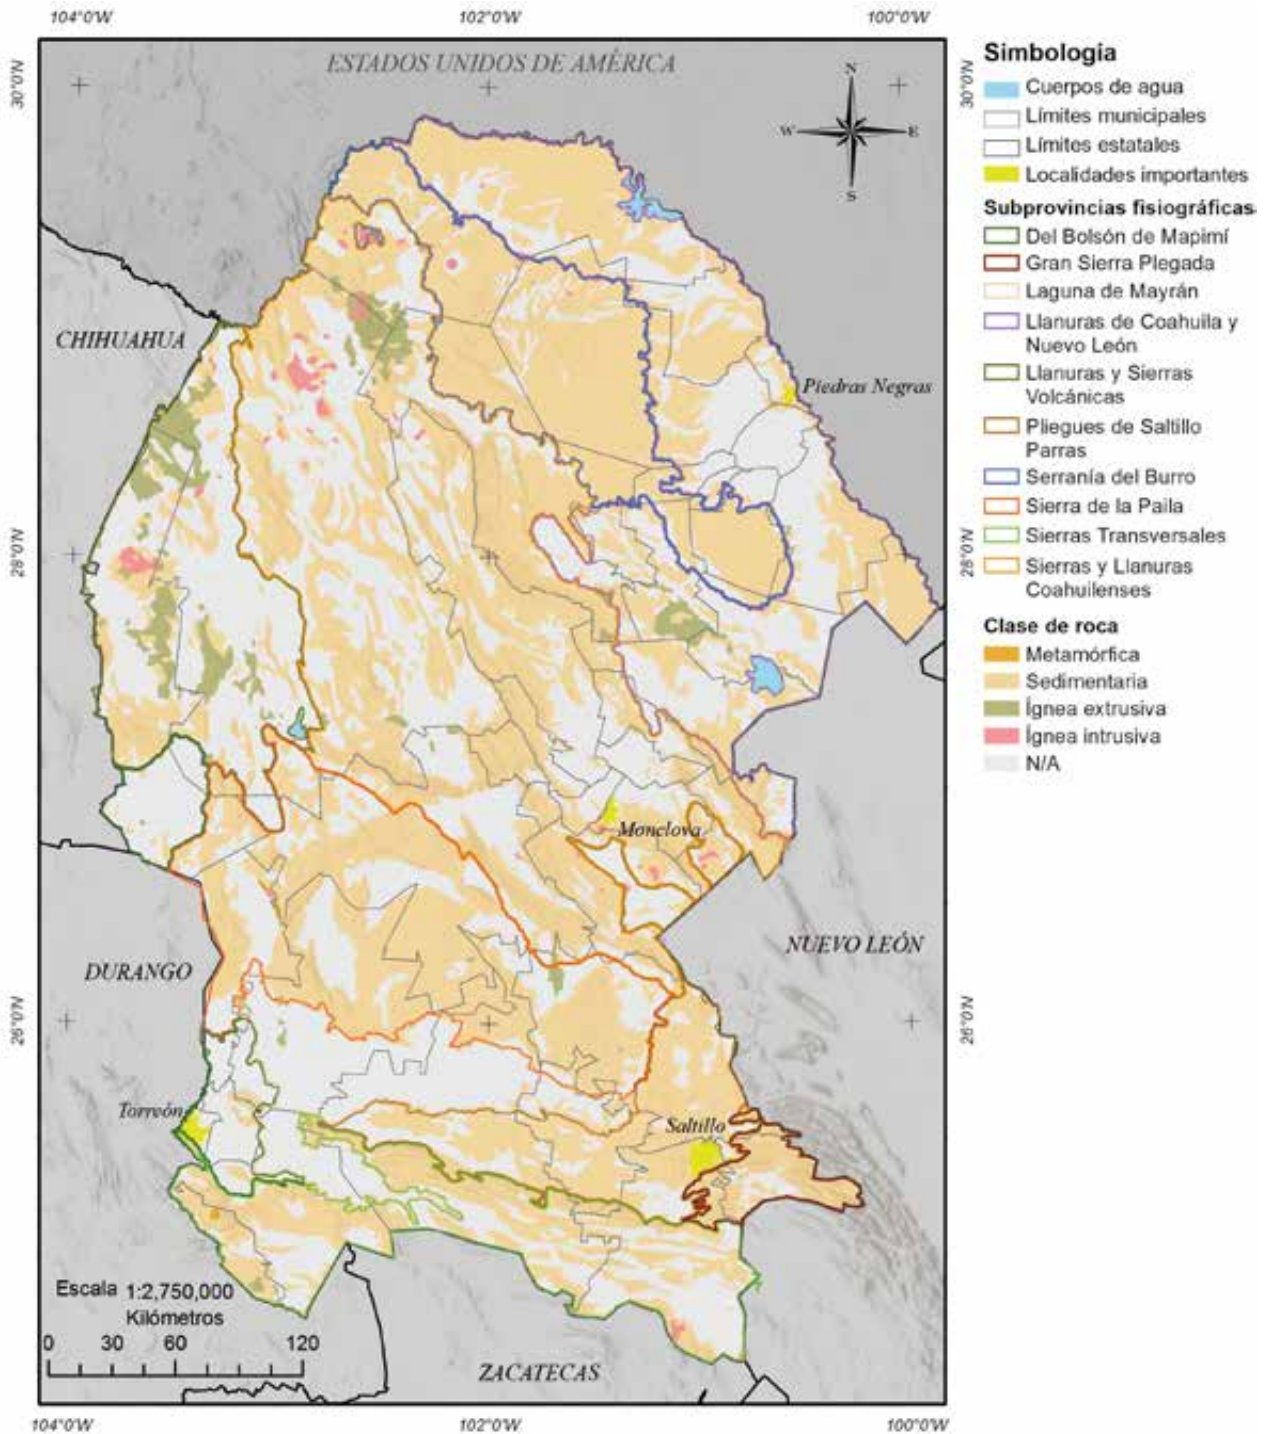 104°0'W 102°0'W 100°0'W
30°0'N
30°0'N
ESTADOS UNIDOS DE AMÉRICA
N
W E
S
CHIHUAHUA
Piedras Negras
28°0'N
28°0'N
Monclova
DURANGO
NUEVO LEÓN
26°0'N
26°0'N
Torreón
Saltillo
Escala 1:2,750,000
Kilómetros
0 30 60 120
ZACATECAS
104°0'W 102°0'W 100°0'W
Simbología
Cuerpos de agua
Límites municipales
Límites estatales
Localidades importantes
Subprovincias fisiográficas
Del Bolsón de Mapimí
Gran Sierra Plegada
Laguna de Mayrán
Llanuras de Coahuila y
Nuevo León
Llanuras y Sierras
Volcánicas
Pliegues de Saltillo
Parras
Serranía del Burro
Sierra de la Paila
Sierras Transversales
Sierras y Llanuras
Coahuilenses
Clase de roca
Metamórfica
Sedimentaria
Ígnea extrusiva
Ígnea intrusiva
N/A